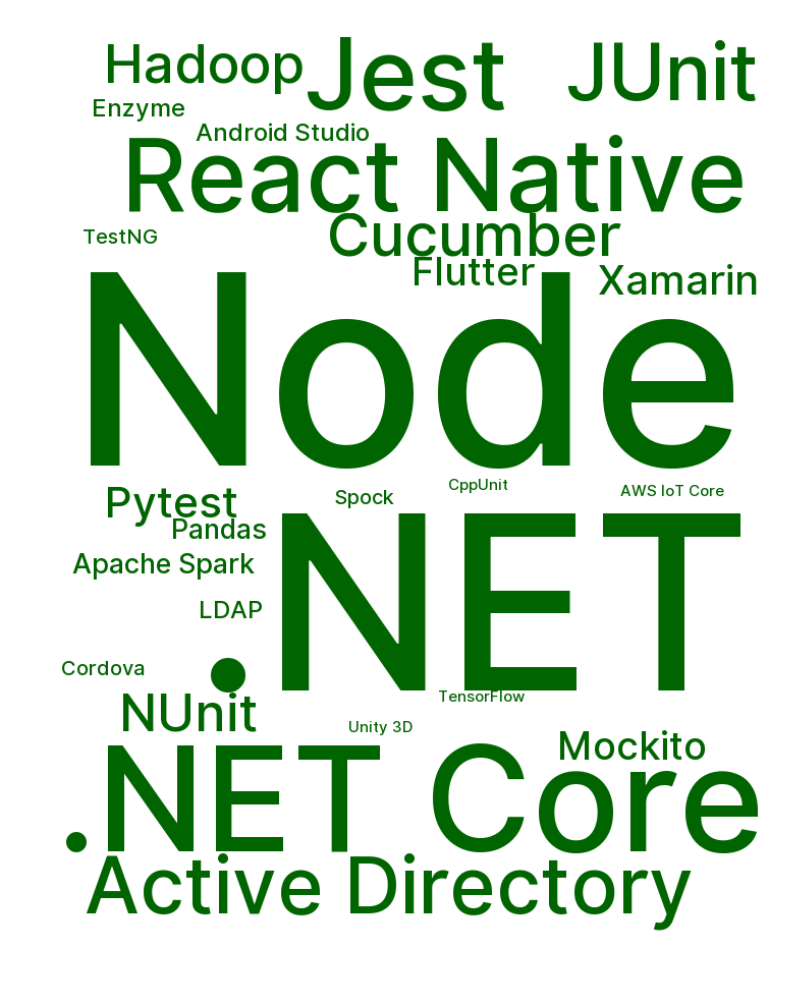 Hadoop
Jest
JUnit
Enzyme
Android Studio
React Native
TestNG
Cucumber
Flutter
Xamarin
Node
Pytest
Spock
CppUnit
AWS IoT Core
Pandas
Apache Spark
.NET
LDAP
Cordova
TensorFlow
NUnit
Unity 3D
Mockito
.NET Core
Active Directory